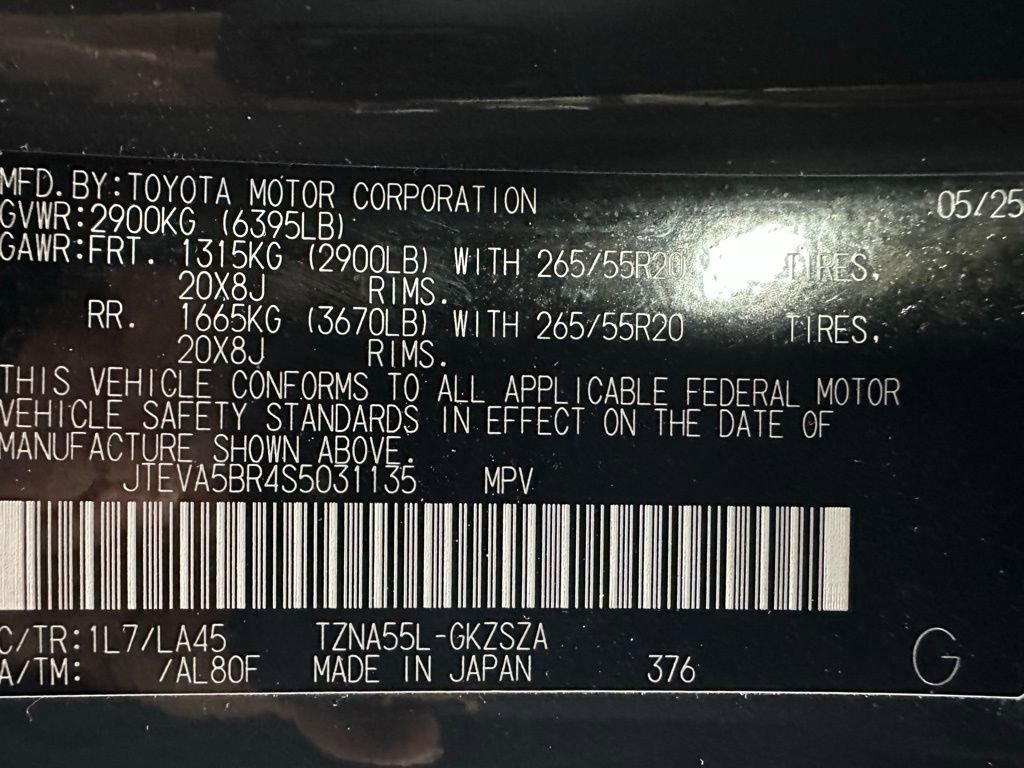 MFD.BY:TOYOTA MOTOR CORPORATION 05/25
GVWR:2900KG (6395LB)
GAWR:FRT. 1315KG (2900LB) WITH 265/55R20 TIRES,
20X8J RIMS.
RR. 1665KG (3670LB) WITH 265/55R20 TIRES,
20X8J RIMS.
THIS VEHICLE CONFORMS TO ALL APPLICABLE FEDERAL MOTOR
VEHICLE SAFETY STANDARDS IN EFFECT ON THE DATE OF
MANUFACTURE SHOWN ABOVE.
JTEVA5BR4S5031135 MPV
C/TR:1L7/LA45 TZNA55L-GKZSZA
A/TM: /AL80F MADE IN JAPAN 376 G